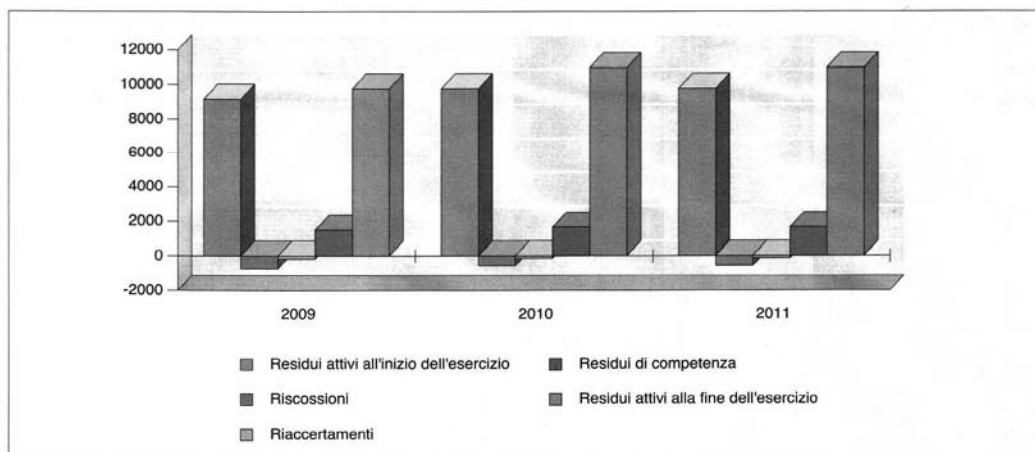 12000
10000
8000
6000
4000
2000
0
-2000
2009 2010 2011
Residui attivi all'inizio dell'esercizio Residui di competenza
Riscossioni Residui attivi alla fine dell'esercizio
Riaccertamenti